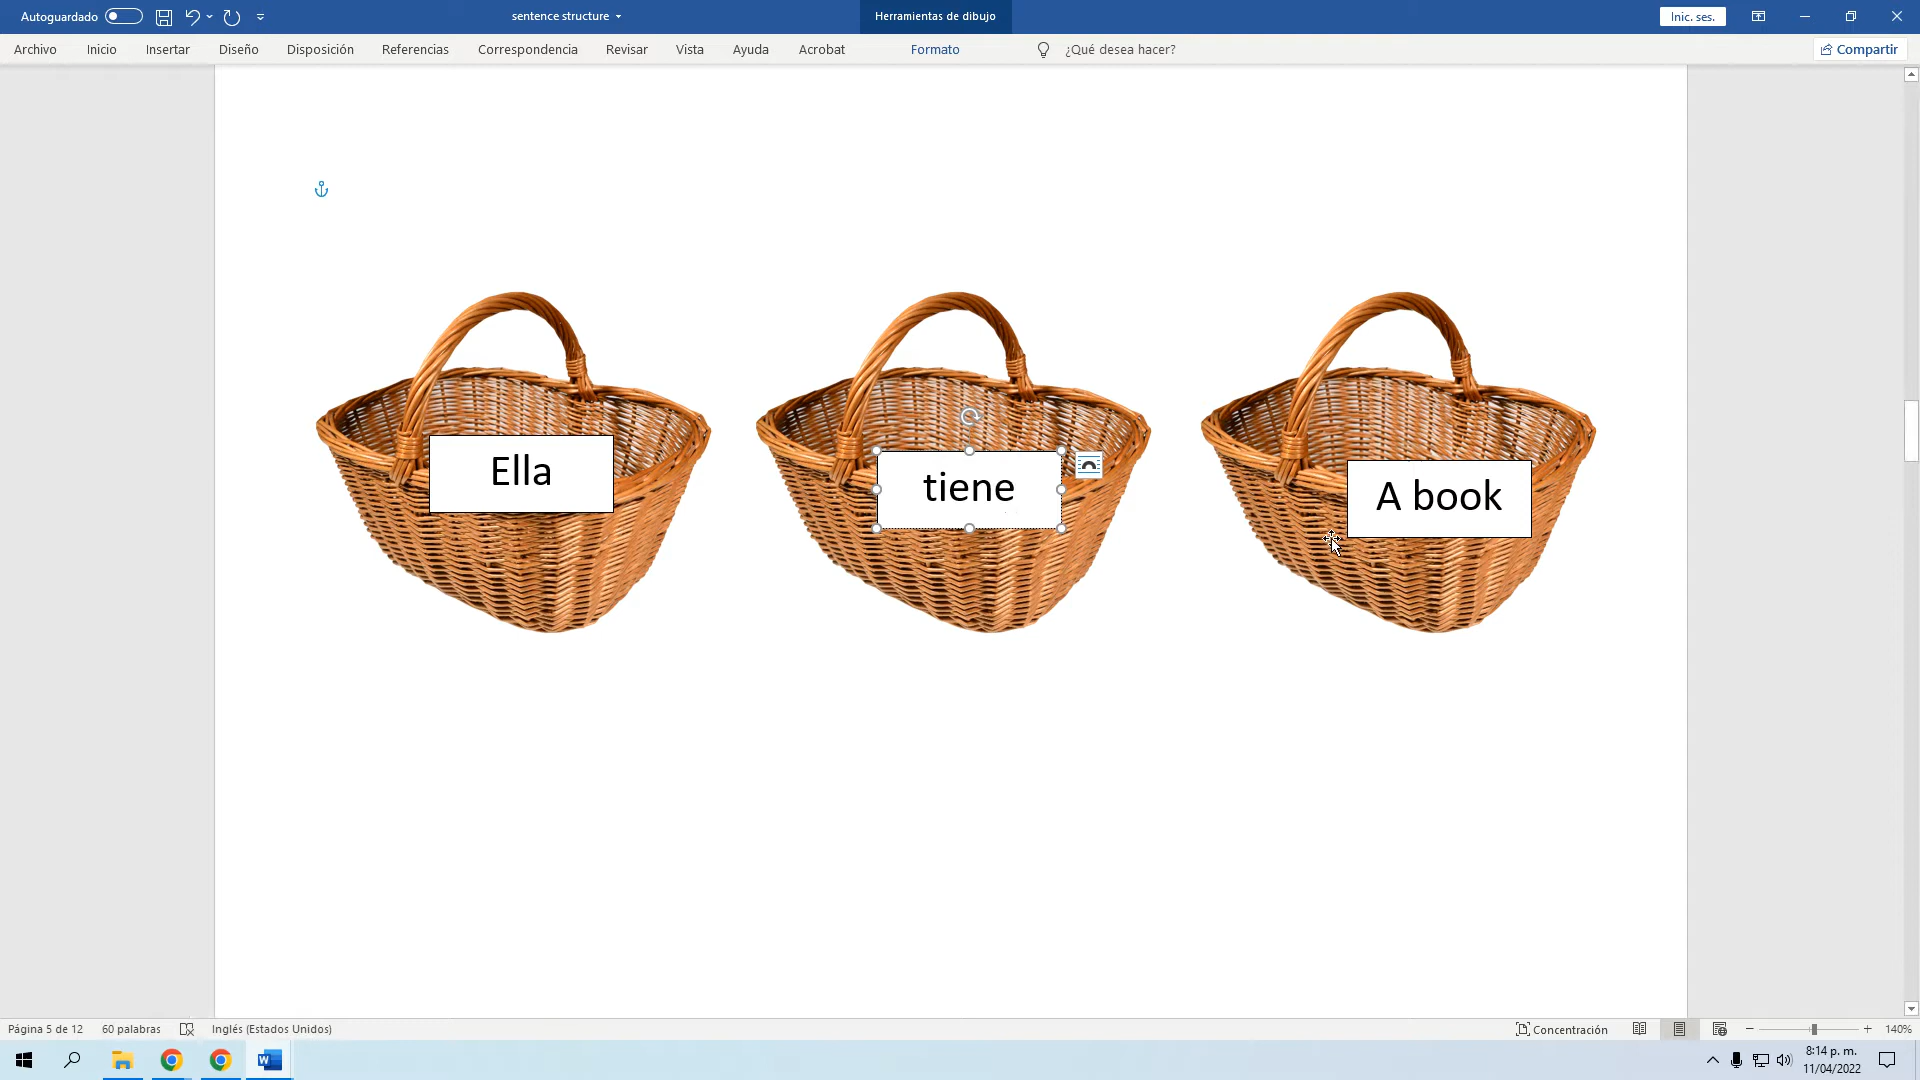 Autoguardado
sentence structure
Herramientas de dibujo
Inic. ses.
Archivo Inicio Insertar Diseño Disposición Referencias Correspondencia Revisar Vista Ayuda Acrobat Formato ¿Qué desea hacer? Compartir
Ella
tiene
A book
Página 5 de 12 60 palabras Inglés (Estados Unidos) Concentración 140%
8:14 p. m.
11/04/2022